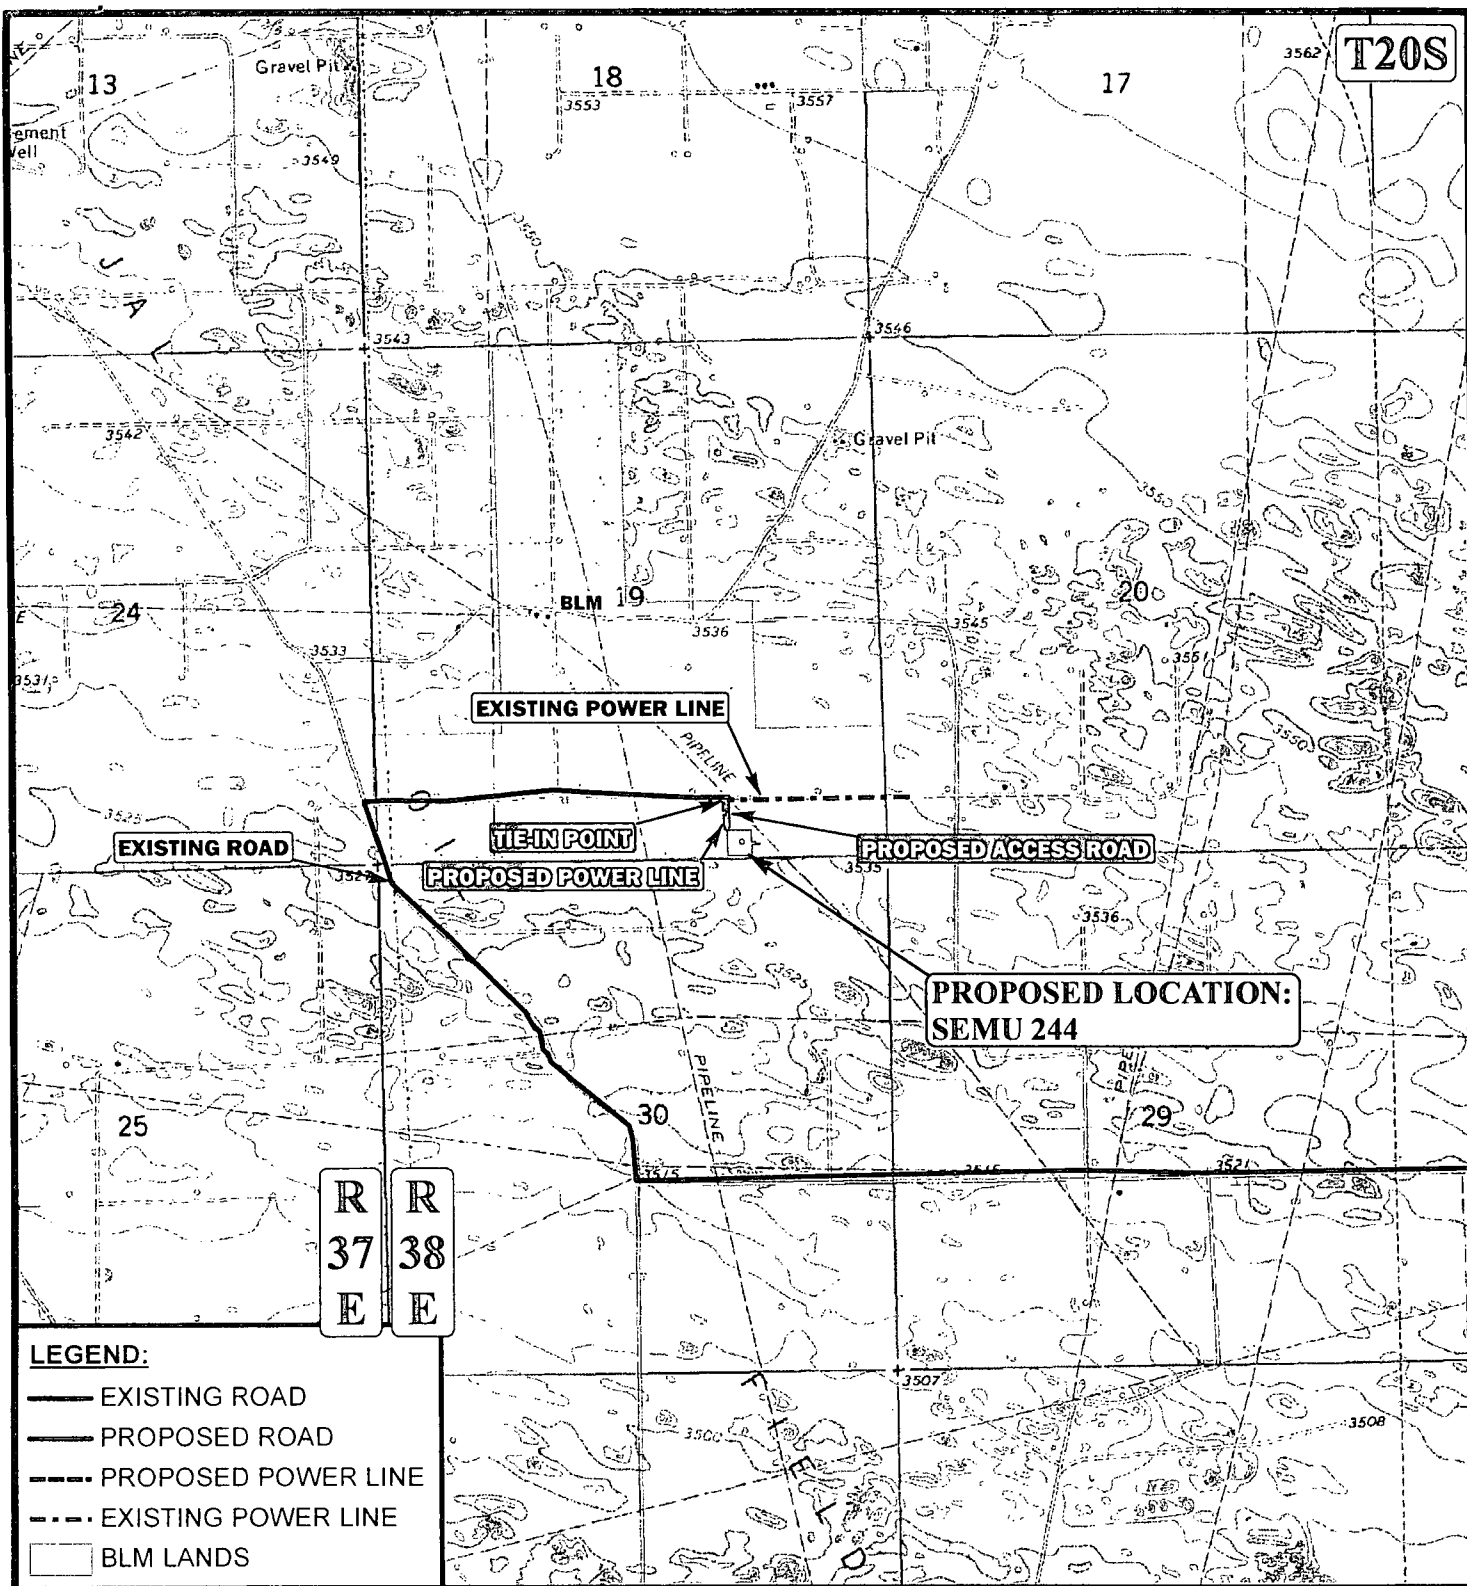 T20S
13
Gravel Pit
18
17
3562
3553
3557
3549
3550
3543
3546
3542
Gravel Pit
3550
24
BLM 19
20
3536
3545
3533
3551
3531
EXISTING POWER LINE
PIPELINE
3550
3525
TIE-IN POINT
EXISTING ROAD
PROPOSED ACCESS ROAD
PROPOSED POWER LINE
3535
3536
3525
PROPOSED LOCATION:
SEMU 244
PIPELINE
25
30
29
3515
3521
R
37
E
R
38
E
3507
3508
3500
FIELD
LEGEND:
EXISTING ROAD
PROPOSED ROAD
PROPOSED POWER LINE
EXISTING POWER LINE
BLM LANDS